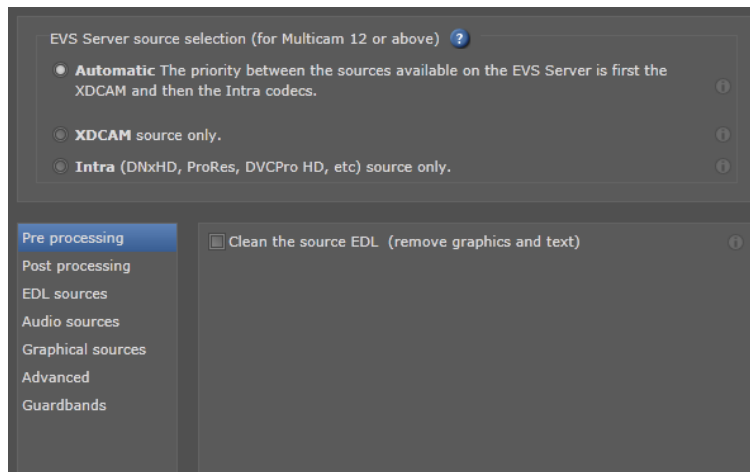 EVS Server source selection (for Multicam 12 or above) ?
Automatic The priority between the sources available on the EVS Server is first the
XDCAM and then the Intra codecs.
XDCAM source only.
Intra (DNxHD, ProRes, DVCPro HD, etc) source only.
Pre processing
Clean the source EDL (remove graphics and text)
Post processing
EDL sources
Audio sources
Graphical sources
Advanced
Guardbands